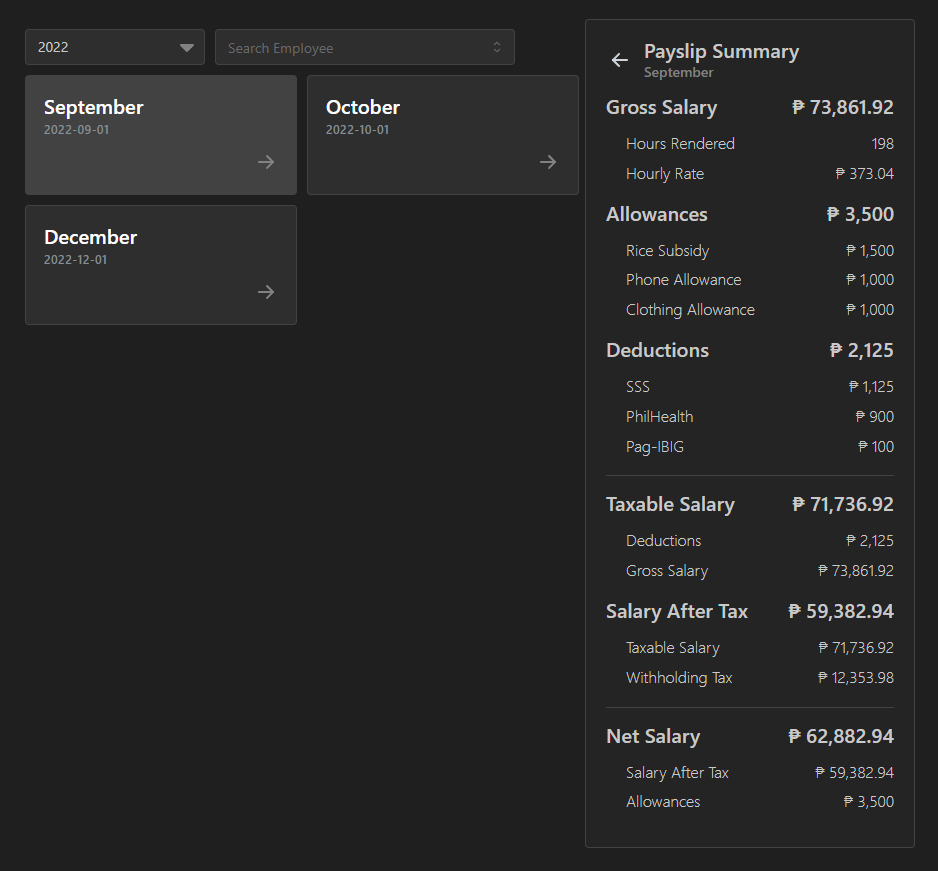 2022
Search Employee
September
2022-09-01
October
2022-10-01
December
2022-12-01
Payslip Summary
September
Gross Salary ₱ 73,861.92
Hours Rendered 198
Hourly Rate ₱ 373.04
Allowances ₱ 3,500
Rice Subsidy ₱ 1,500
Phone Allowance ₱ 1,000
Clothing Allowance ₱ 1,000
Deductions ₱ 2,125
SSS ₱ 1,125
PhilHealth ₱ 900
Pag-IBIG ₱ 100
Taxable Salary ₱ 71,736.92
Deductions ₱ 2,125
Gross Salary ₱ 73,861.92
Salary After Tax ₱ 59,382.94
Taxable Salary ₱ 71,736.92
Withholding Tax ₱ 12,353.98
Net Salary ₱ 62,882.94
Salary After Tax ₱ 59,382.94
Allowances ₱ 3,500